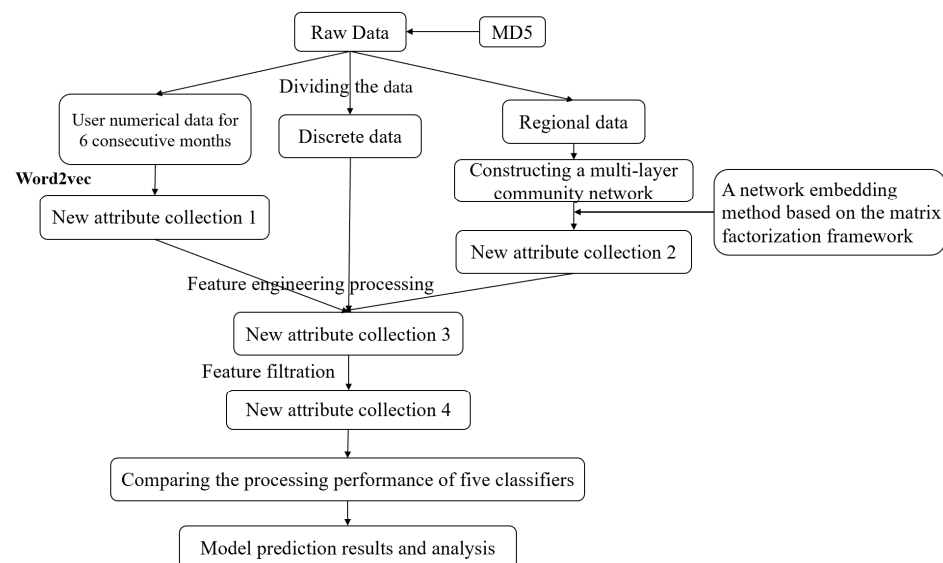 Raw Data
MD5
Dividing the data
User numerical data for
6 consecutive months
Discrete data
Regional data
Word2vec
Constructing a multi-layer
community network
New attribute collection 1
A network embedding
method based on the matrix
factorization framework
New attribute collection 2
Feature engineering processing
New attribute collection 3
Feature filtration
New attribute collection 4
Comparing the processing performance of five classifiers
Model prediction results and analysis